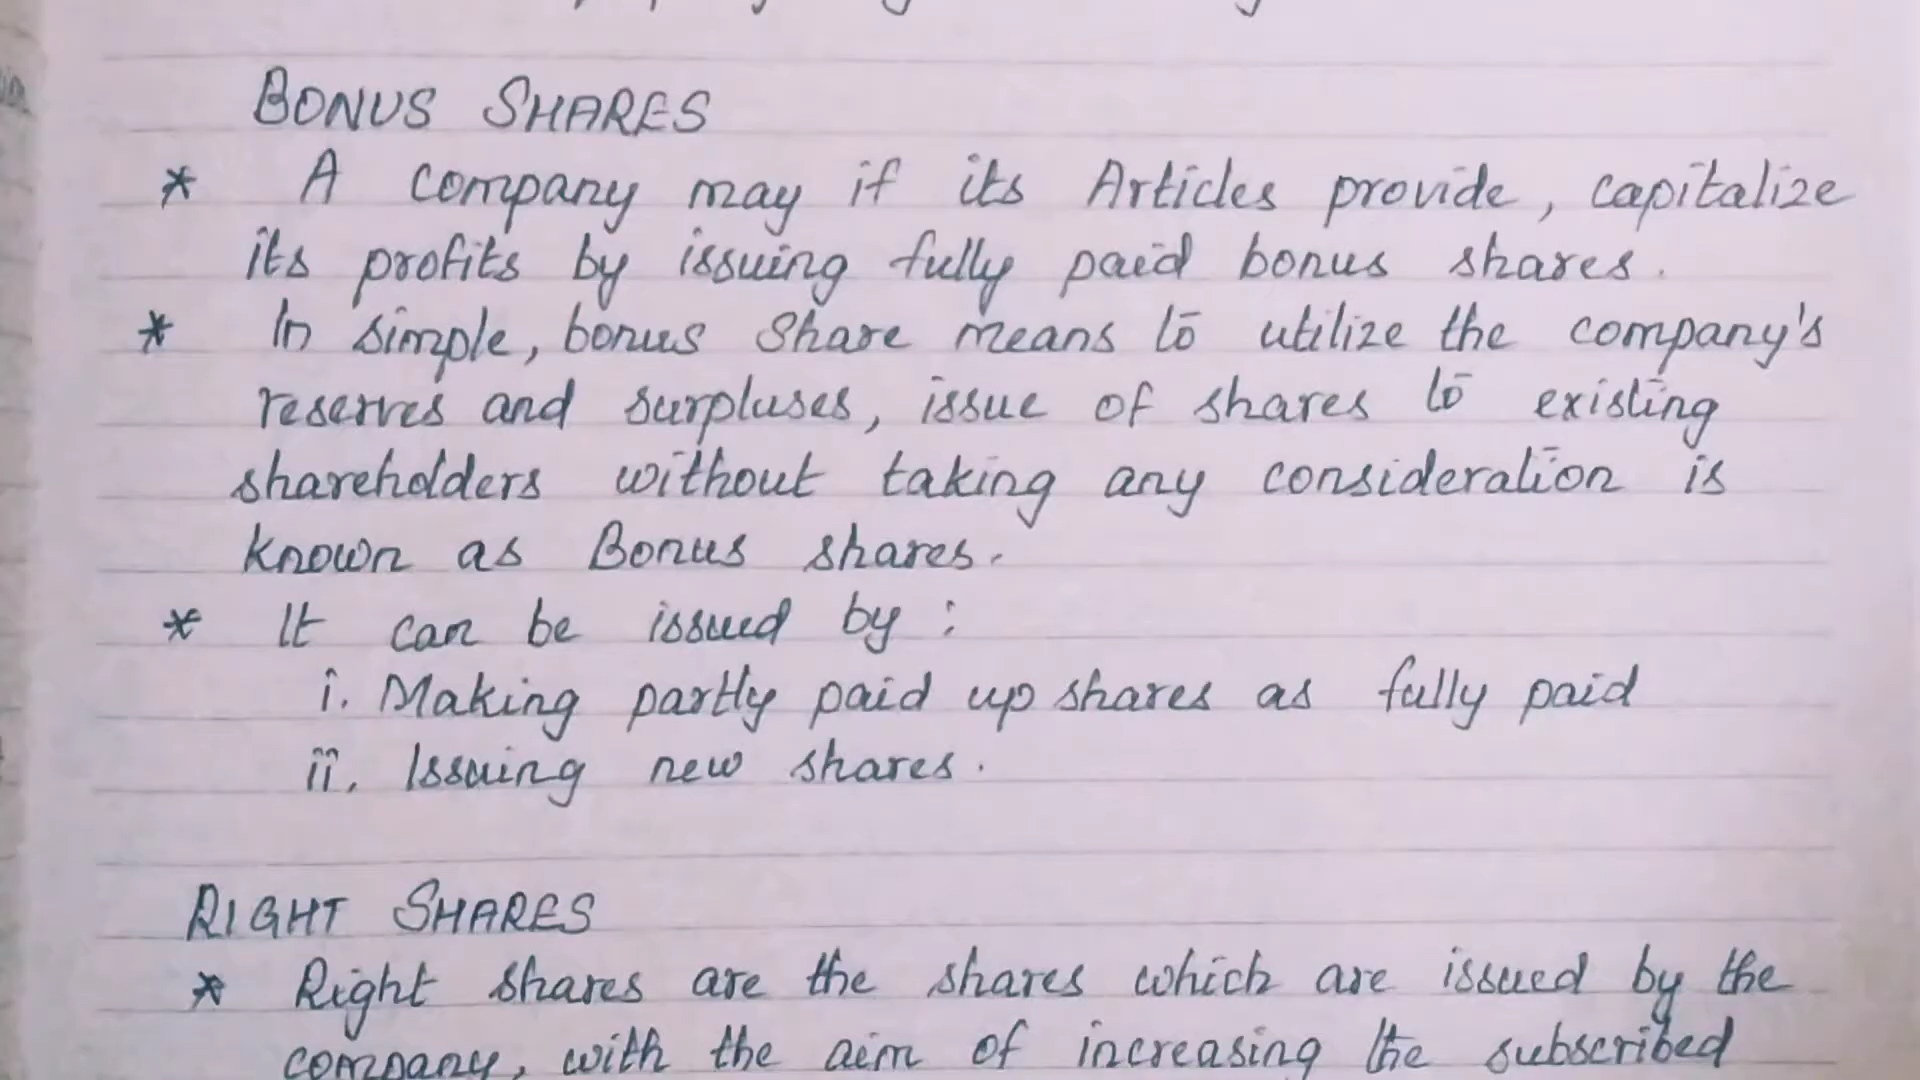 BONUS SHARES
* A company may if its Articles provide, capitalize
its profits by issuing fully paid bonus shares.
* In simple, bonus Share means to utilize the company's
reserves and surpluses, issue of shares to existing
shareholders without taking any consideration is
known as Bonus shares.
* It can be issued by :
i. Making partly paid up shares as fully paid
ii. Issuing new shares.
RIGHT SHARES
* Right shares are the shares which are issued by the
company, with the aim of increasing the subscribed